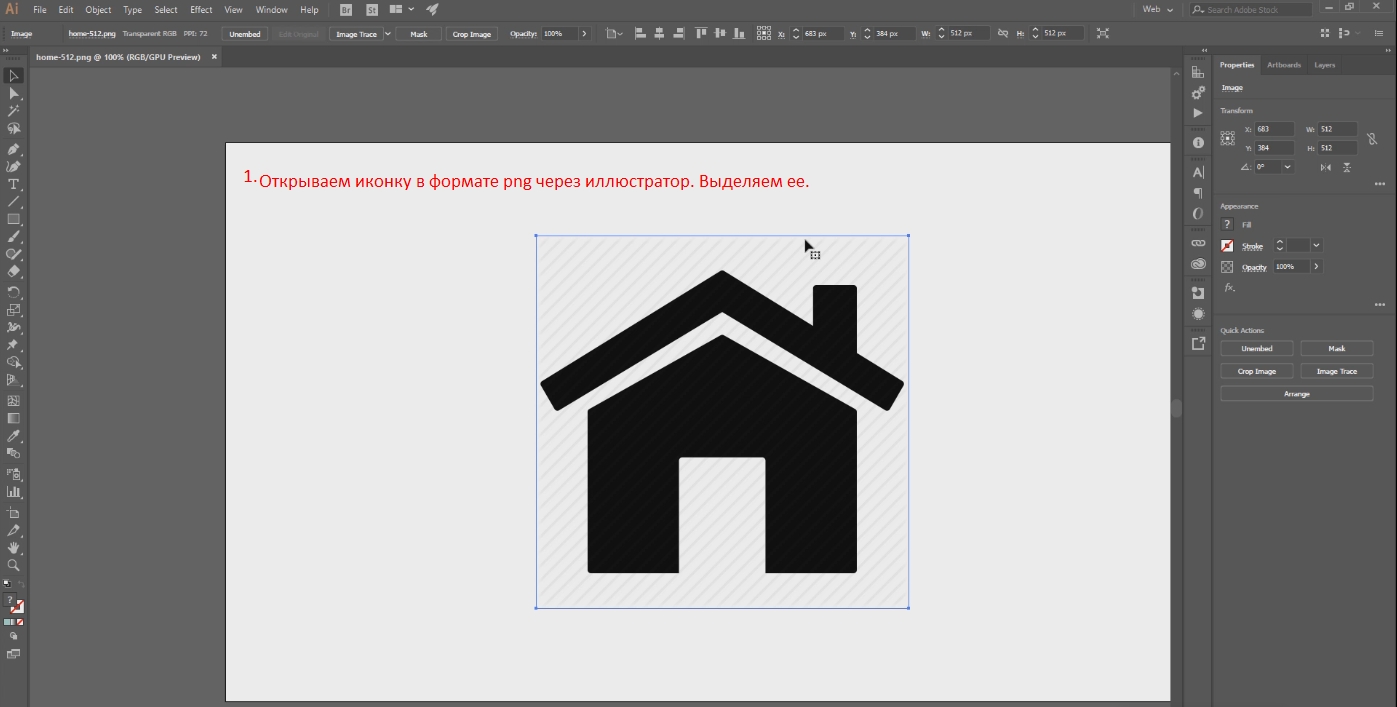 Ai File Edit Object Type Select Effect View Window Help Br St Web Search Adobe Stock
Image home-512.png Transparent RGB PPI: 72 Unembed Edit Original Image Trace Mask Crop Image Opacity: 100% X: 683 px Y: 384 px W: 512 px H: 512 px
home-512.png @ 100% (RGB/GPU Preview)
Properties Artboards Layers
Image
Transform
X: 683 W: 512
Y: 384 H: 512
0°
1. Открываем иконку в формате png через иллюстратор. Выделяем ее.
Appearance
? Fill
Stroke
Opacity 100%
fx.
Quick Actions
Unembed Mask
Crop Image Image Trace
Arrange